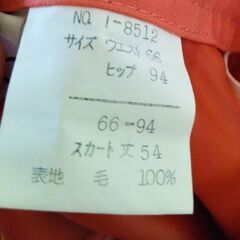 NO. I-8512
サイズ ウエスト 66
ヒップ 94
66-94
スカート丈 54
表地 毛 100%